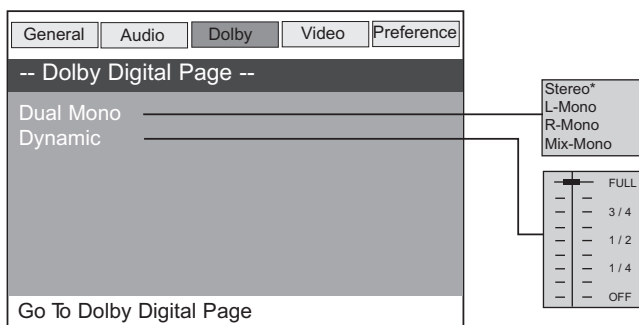 General Audio Dolby Video Preference
-- Dolby Digital Page --
Dual Mono
Dynamic
Stereo*
L-Mono
R-Mono
Mix-Mono
FULL
3 / 4
1 / 2
1 / 4
OFF
Go To Dolby Digital Page